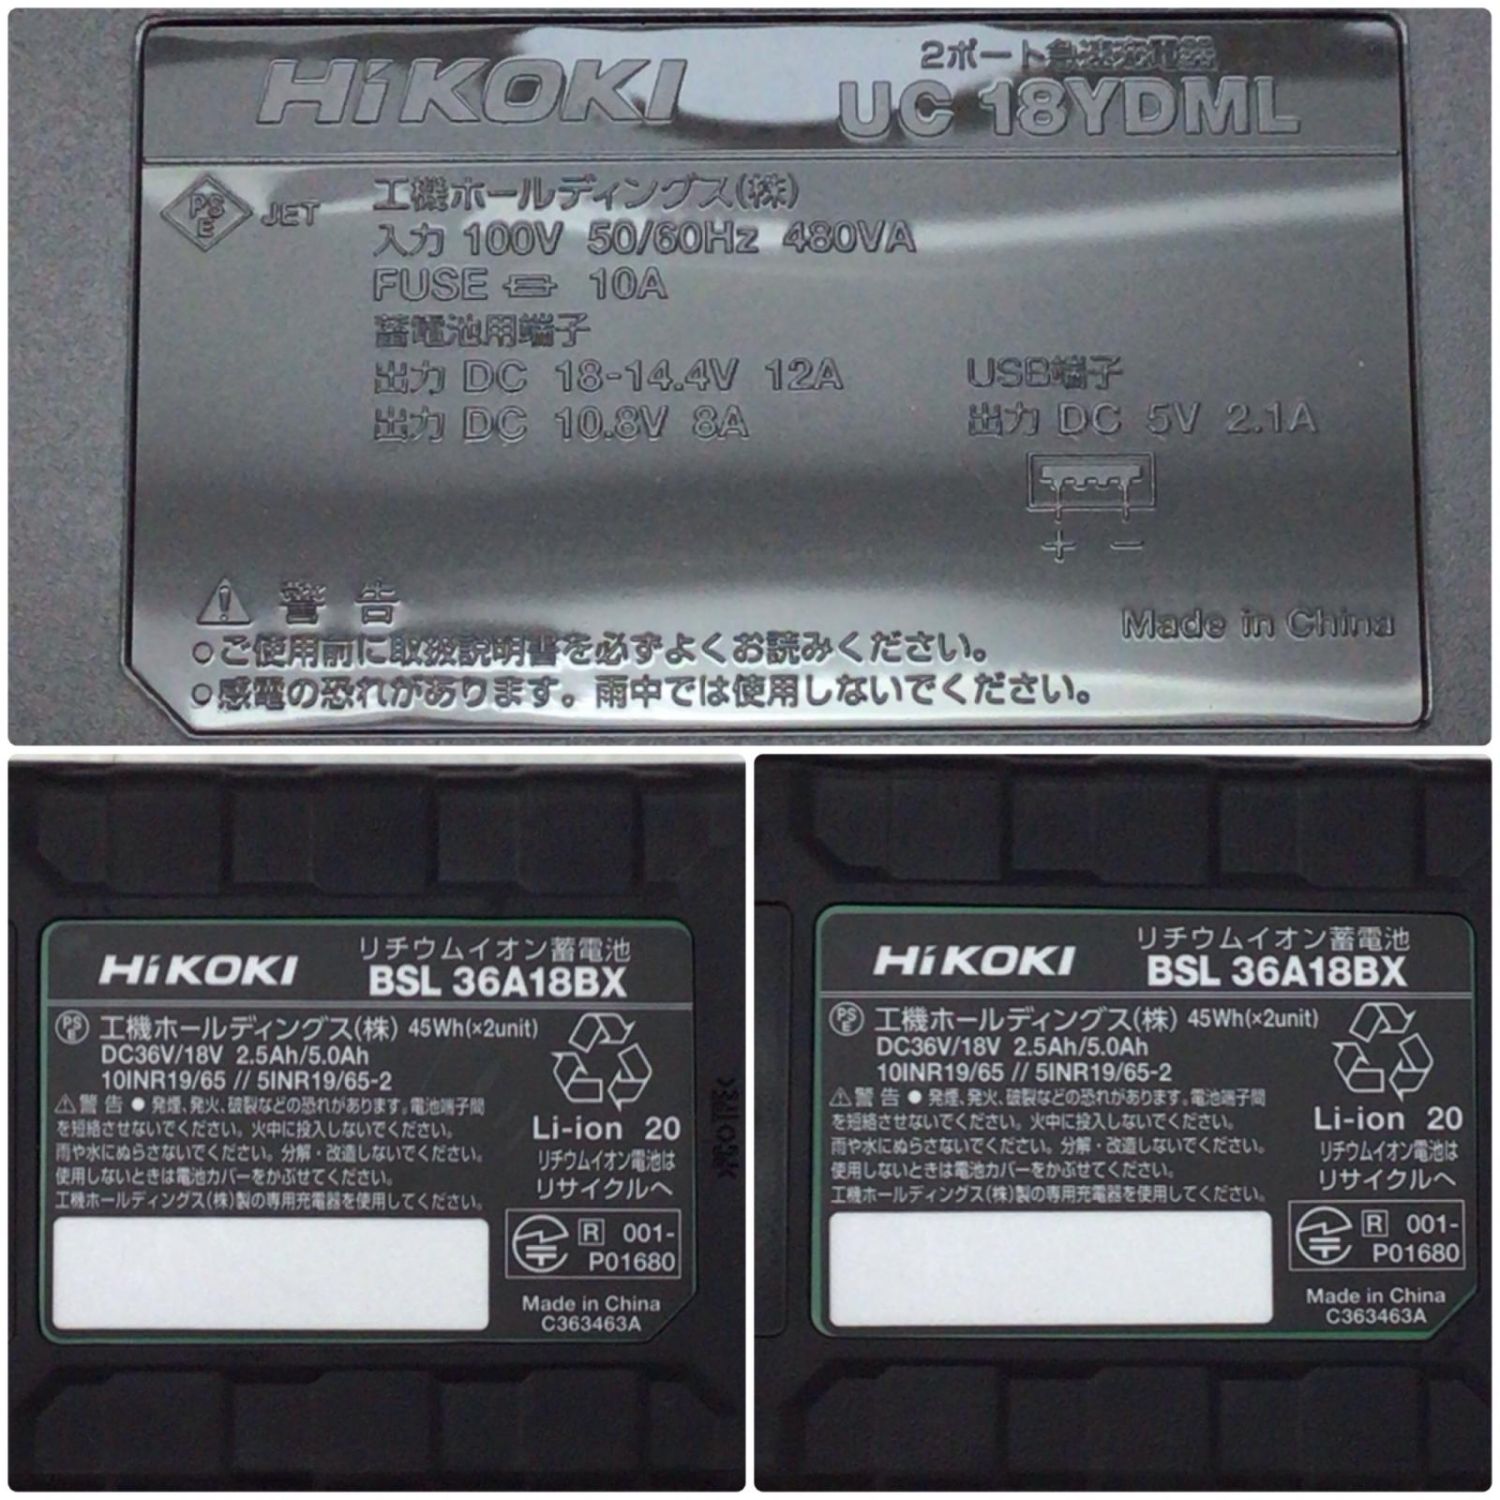 HiKOKI
2ポート急速充電器
UC 18YDML
PSE JET
工機ホールディングス(株)
入力 100V 50/60Hz 480VA
FUSE 10A
蓄電池用端子
出力 DC 18-14.4V 12A
出力 DC 10.8V 8A
USB端子
出力 DC 5V 2.1A
+ −
⚠ 警告
Made in China
○ご使用前に取扱説明書を必ずよくお読みください。
○感電の恐れがあります。雨中では使用しないでください。
HiKOKI
リチウムイオン蓄電池
BSL 36A18BX
PSE 工機ホールディングス(株) 45Wh(×2unit)
DC36V/18V 2.5Ah/5.0Ah
10INR19/65 // 5INR19/65-2
⚠警告 ●発煙、発火、破裂などの恐れがあります。電池端子間
を短絡させないでください。火中に投入しないでください。
雨や水にぬらさないでください。分解・改造しないでください。
使用しないときは電池カバーをかぶせてください。
工機ホールディングス(株)製の専用充電器を使用してください。
Li-ion 20
リチウムイオン電池は
リサイクルへ
R 001-
P01680
Made in China
C363463A
HiKOKI
リチウムイオン蓄電池
BSL 36A18BX
PSE 工機ホールディングス(株) 45Wh(×2unit)
DC36V/18V 2.5Ah/5.0Ah
10INR19/65 // 5INR19/65-2
⚠警告 ●発煙、発火、破裂などの恐れがあります。電池端子間
を短絡させないでください。火中に投入しないでください。
雨や水にぬらさないでください。分解・改造しないでください。
使用しないときは電池カバーをかぶせてください。
工機ホールディングス(株)製の専用充電器を使用してください。
Li-ion 20
リチウムイオン電池は
リサイクルへ
R 001-
P01680
Made in China
C363463A